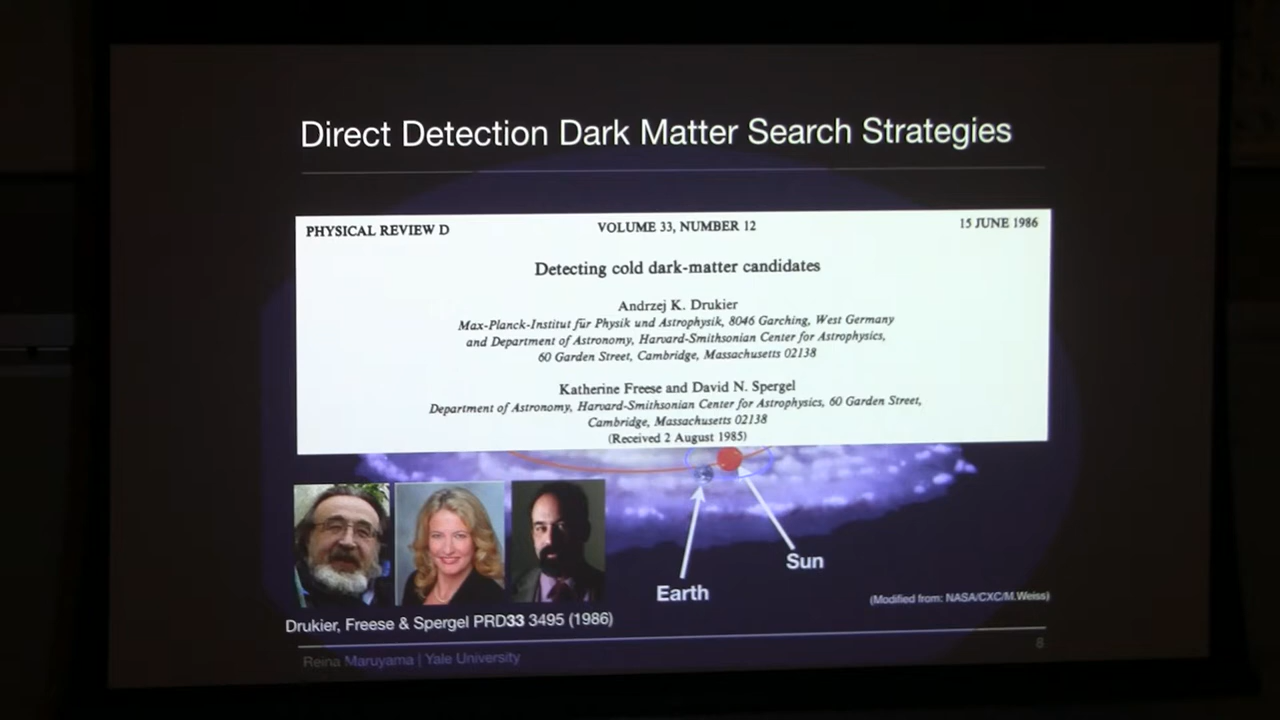 Direct Detection Dark Matter Search Strategies
PHYSICAL REVIEW D VOLUME 33, NUMBER 12 15 JUNE 1986
Detecting cold dark-matter candidates
Andrzej K. Drukier
Max-Planck-Institut für Physik und Astrophysik, 8046 Garching, West Germany
and Department of Astronomy, Harvard-Smithsonian Center for Astrophysics,
60 Garden Street, Cambridge, Massachusetts 02138
Katherine Freese and David N. Spergel
Department of Astronomy, Harvard-Smithsonian Center for Astrophysics, 60 Garden Street,
Cambridge, Massachusetts 02138
(Received 2 August 1985)
Sun
Earth
(Modified from: NASA/CXC/M.Weiss)
Drukier, Freese & Spergel PRD33 3495 (1986)
Reina Maruyama | Yale University
8